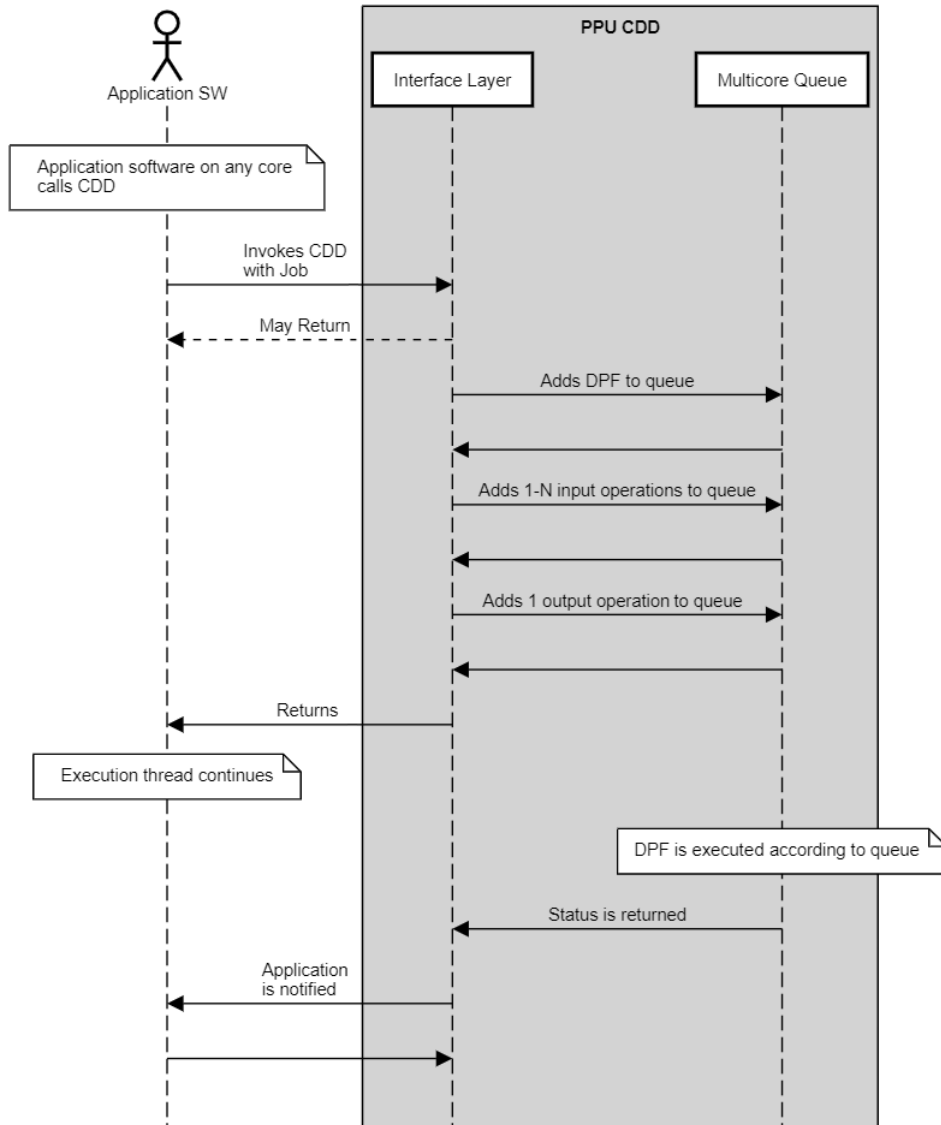 PPU CDD
Application SW
Interface Layer
Multicore Queue
Application software on any core
calls CDD
Invokes CDD
with Job
May Return
Adds DPF to queue
Adds 1-N input operations to queue
Adds 1 output operation to queue
Returns
Execution thread continues
DPF is executed according to queue
Status is returned
Application
is notified